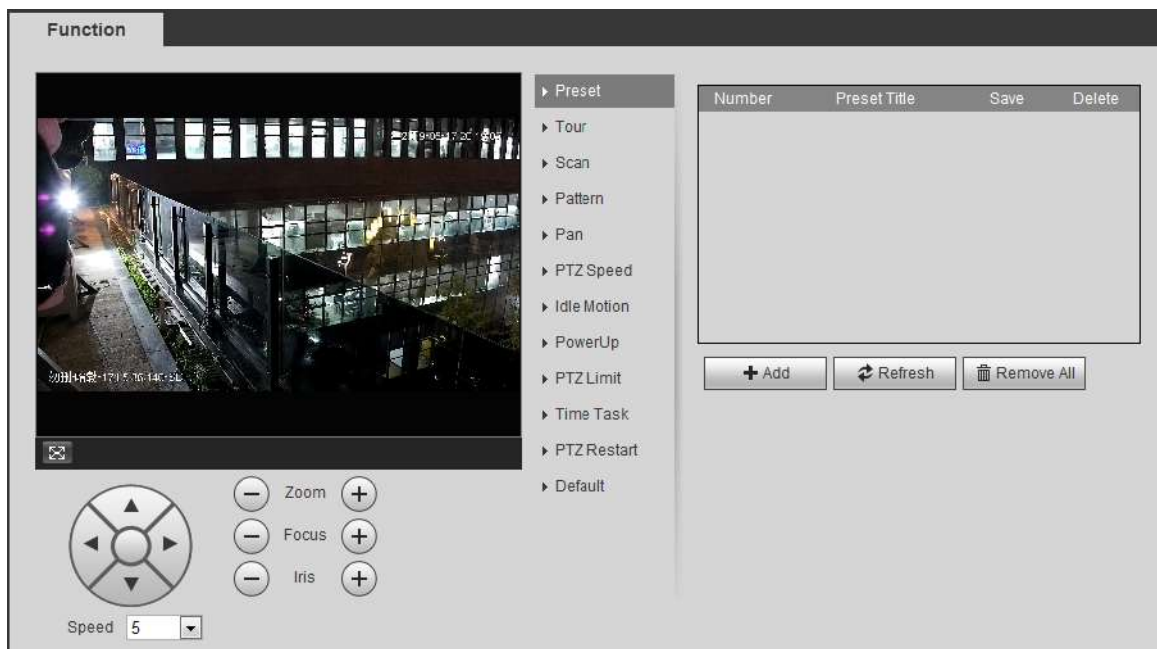 Function
Preset
Tour
Scan
Pattern
Pan
PTZ Speed
Idle Motion
PowerUp
PTZ Limit
Time Task
PTZ Restart
Default
Number Preset Title Save Delete
Add Refresh Remove All
Zoom
Focus
Iris
Speed 5